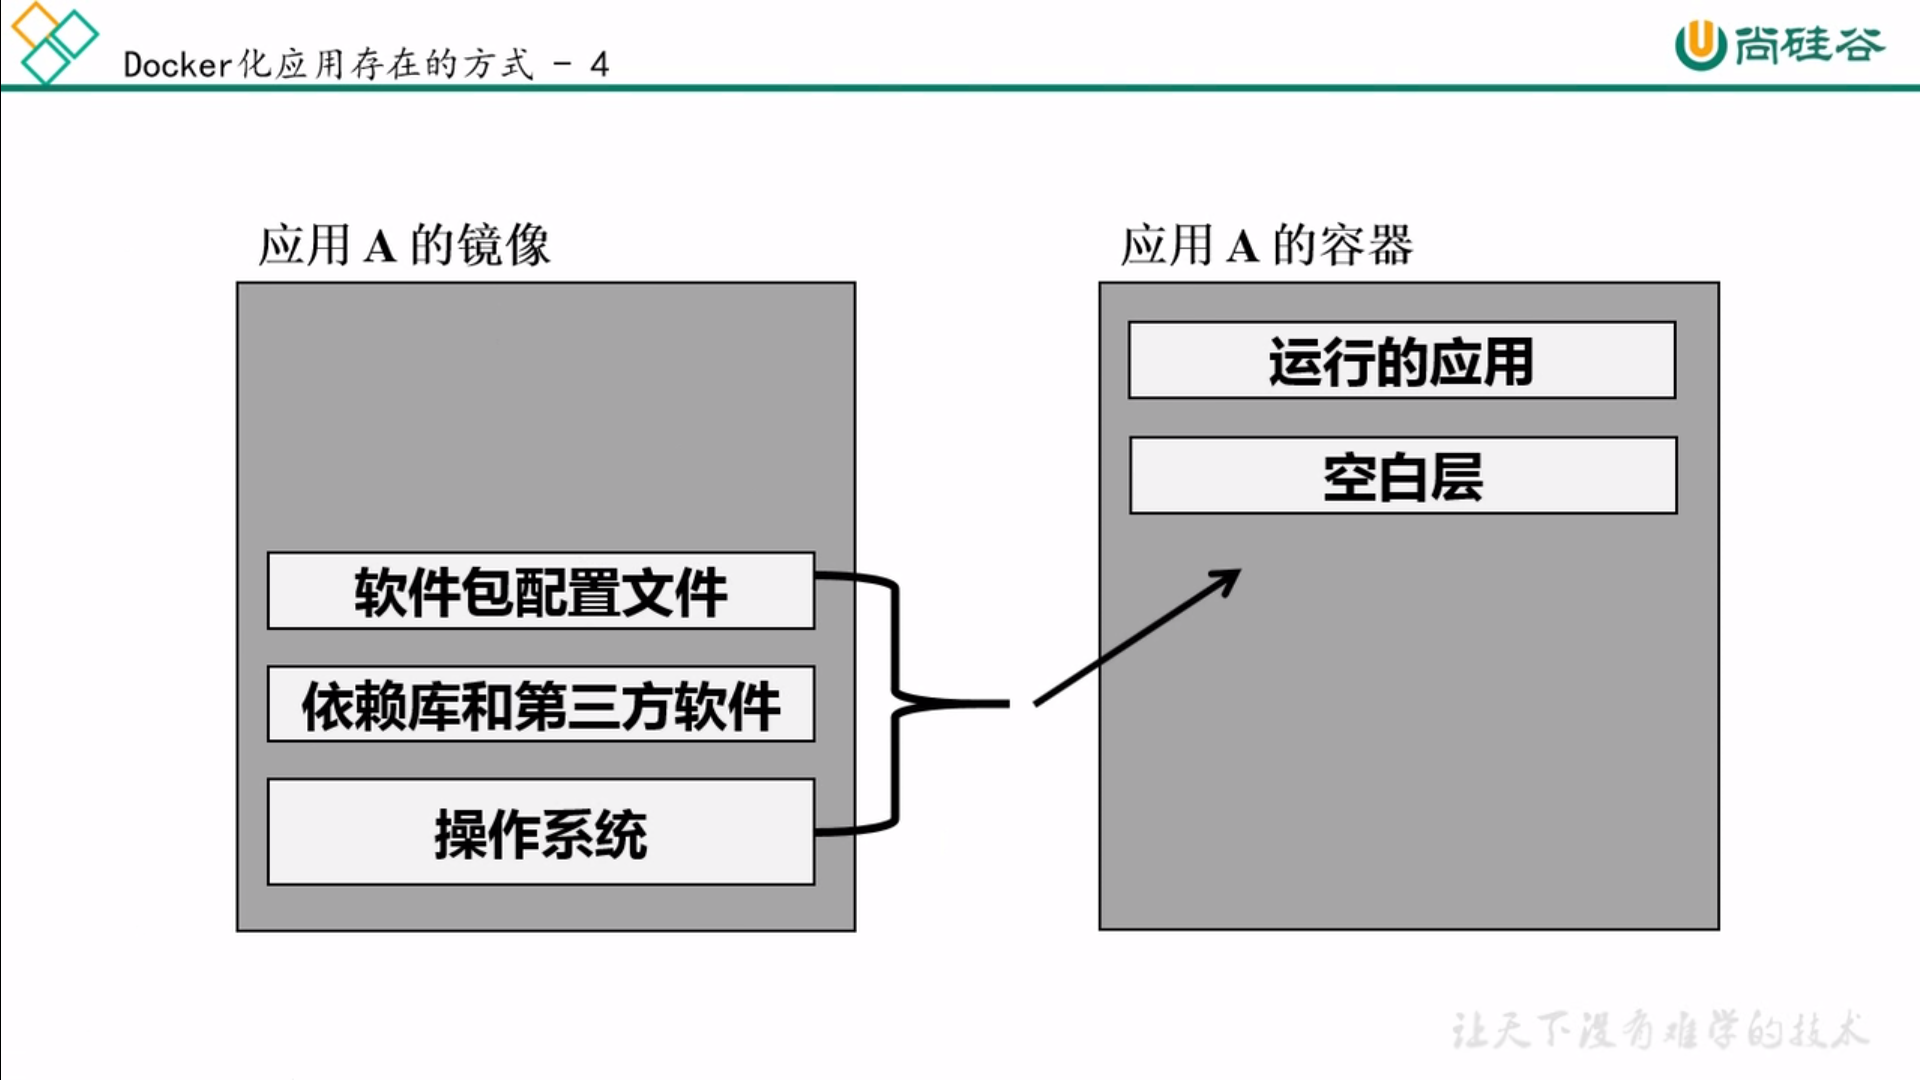 Docker化应用存在的方式 - 4
尚硅谷
应用 A 的镜像
软件包配置文件
依赖库和第三方软件
操作系统
应用 A 的容器
运行的应用
空白层
让天下没有难学的技术